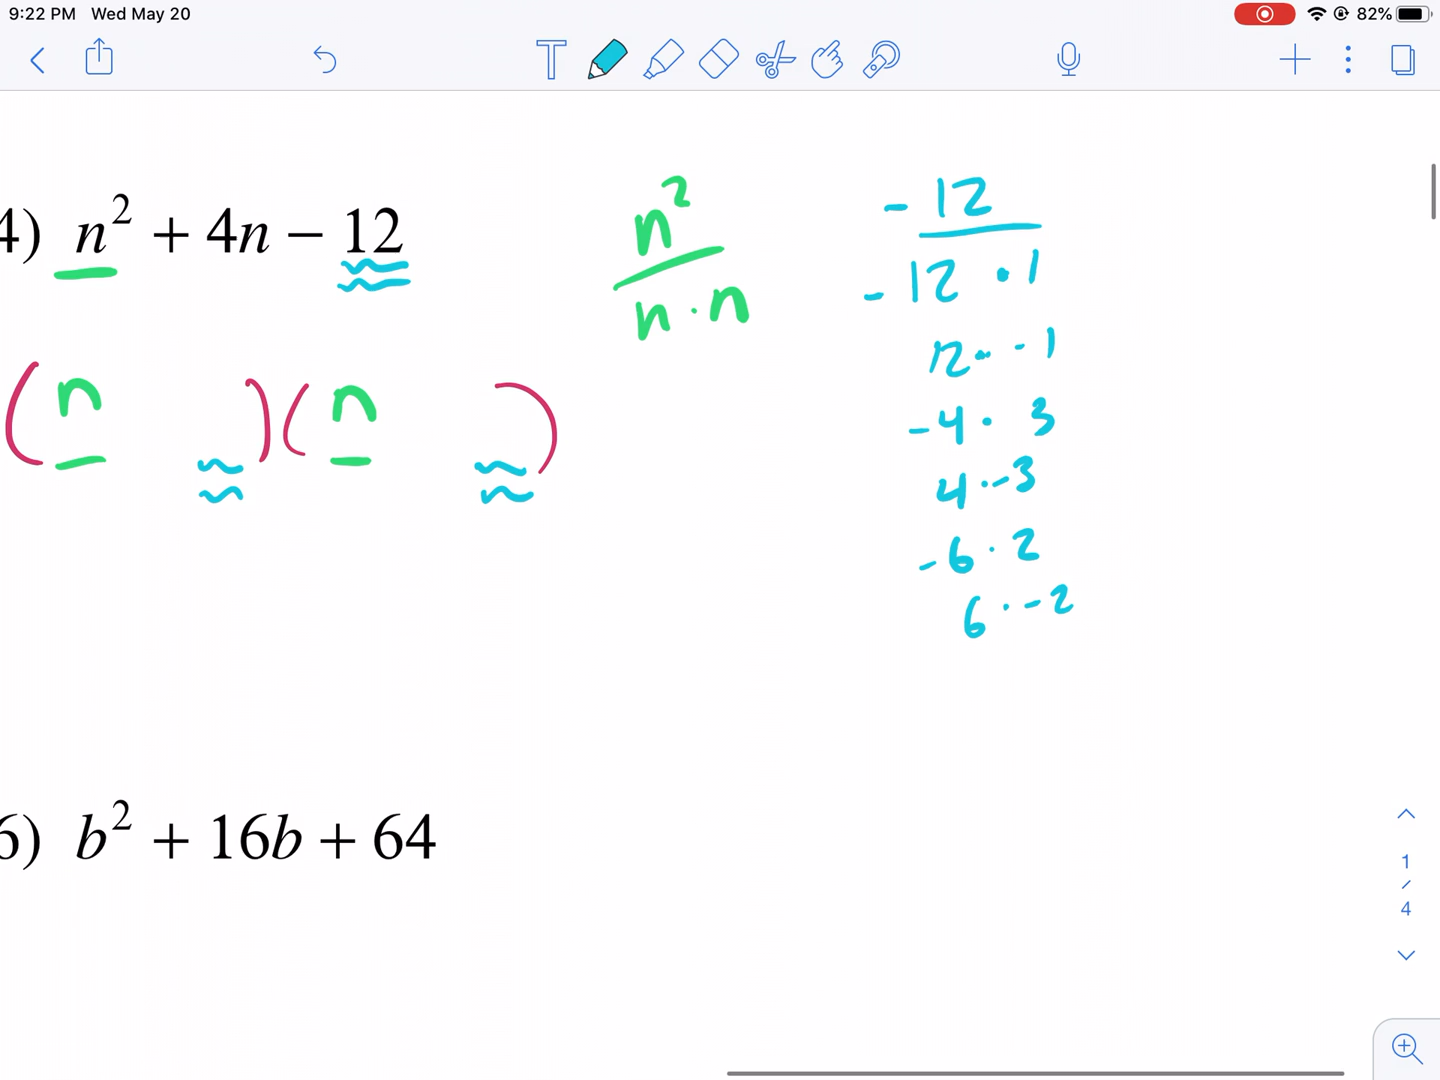 9:22 PM Wed May 20
82%
T
4) n² + 4n − 12
n²
n · n
(n )(n )
- 12
- 12 · 1
12 · -1
-4 · 3
4 · -3
-6 · 2
6 · -2
6) b² + 16b + 64
1
/
4